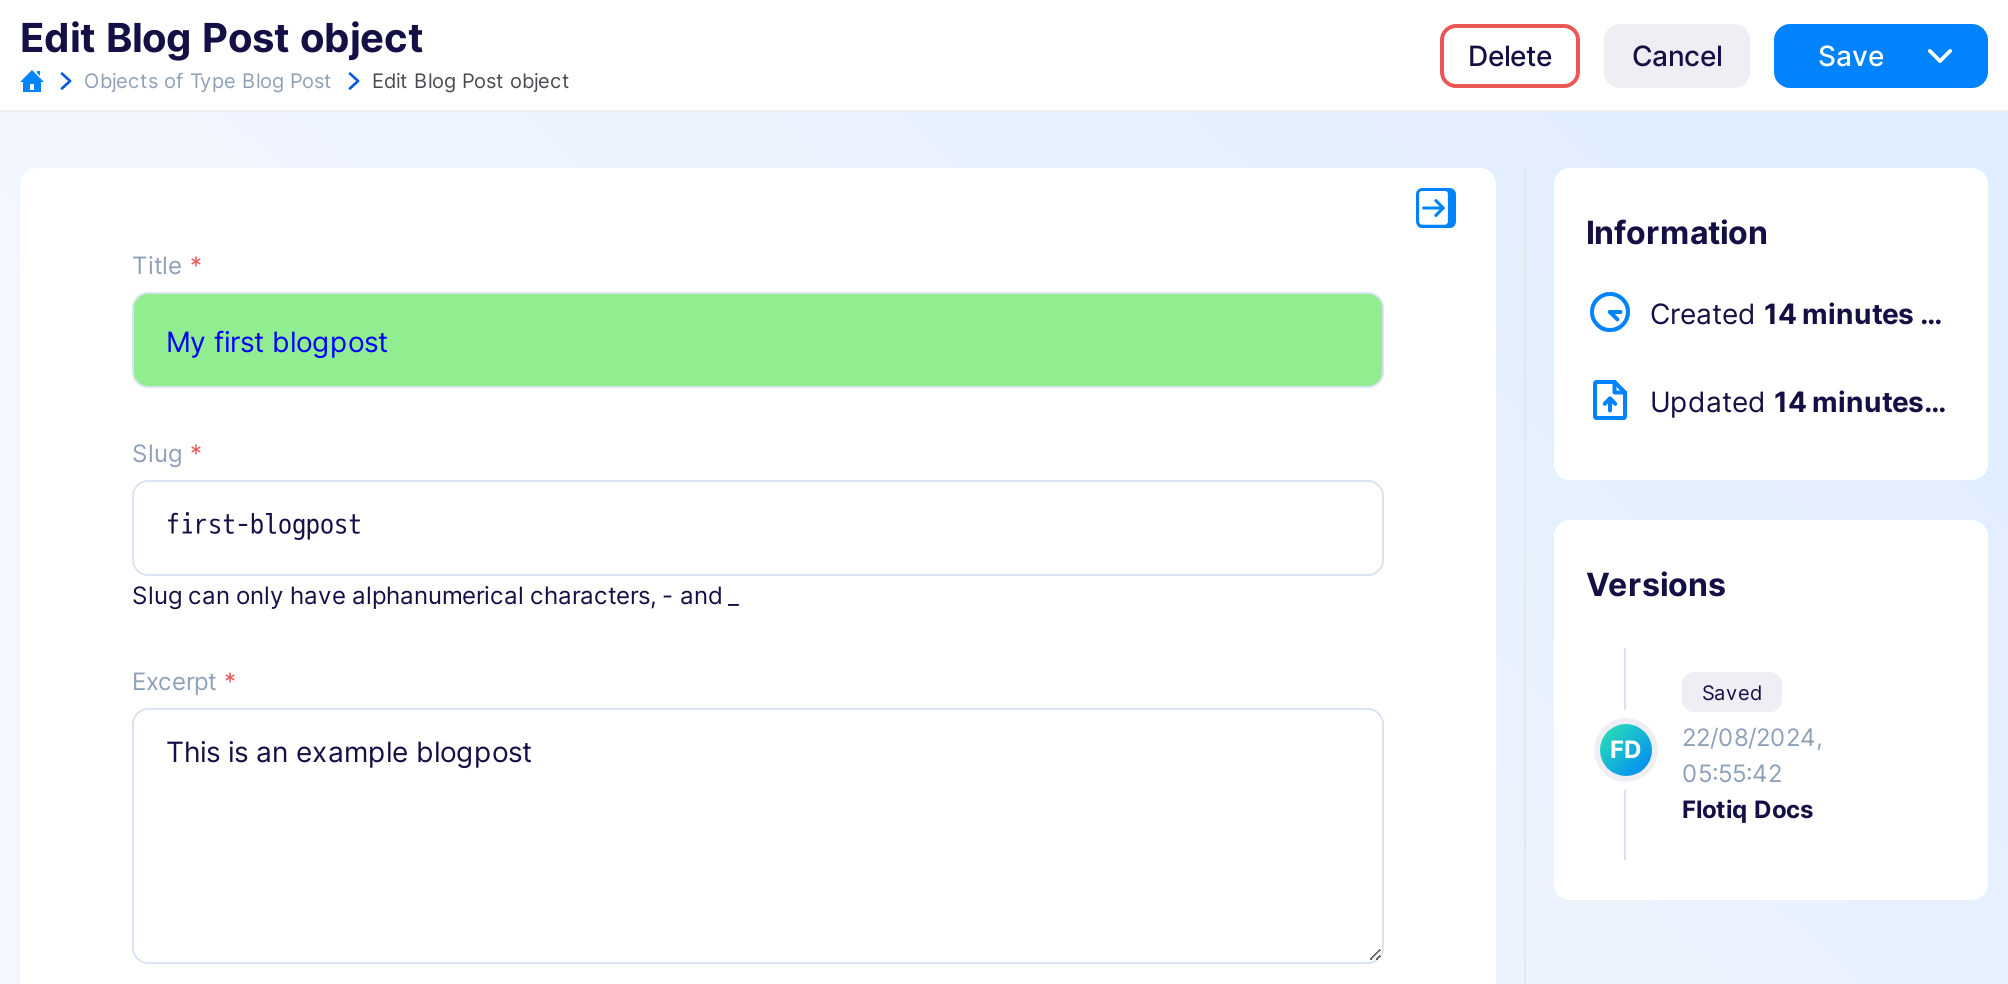 Edit Blog Post object
Objects of Type Blog Post Edit Blog Post object
Delete
Cancel
Save
Title *
My first blogpost
Slug *
first-blogpost
Slug can only have alphanumerical characters, - and _
Excerpt *
This is an example blogpost
Information
Created 14 minutes ...
Updated 14 minutes...
Versions
Saved
FD
22/08/2024,
05:55:42
Flotiq Docs